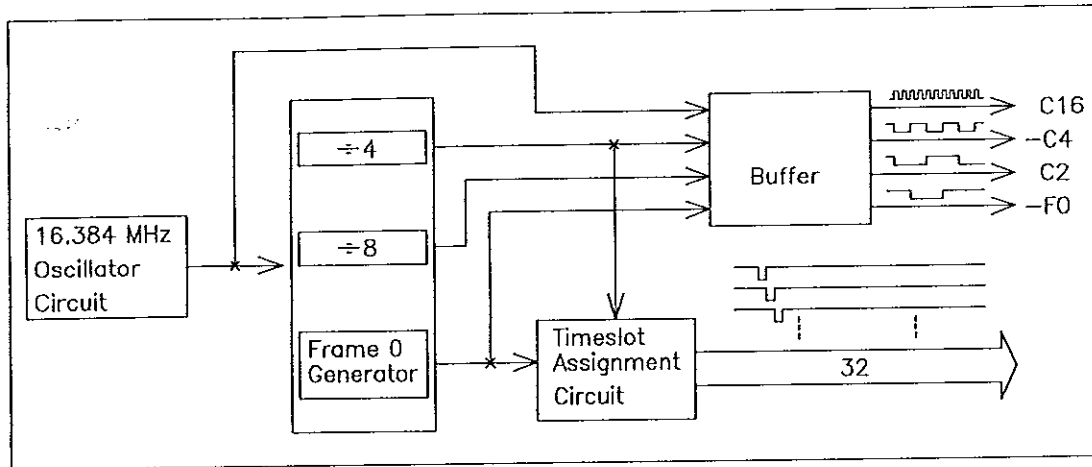 16.384 MHz
Oscillator
Circuit
÷4
÷8
Frame 0
Generator
Buffer
C16
-C4
C2
-F0
Timeslot
Assignment
Circuit
32